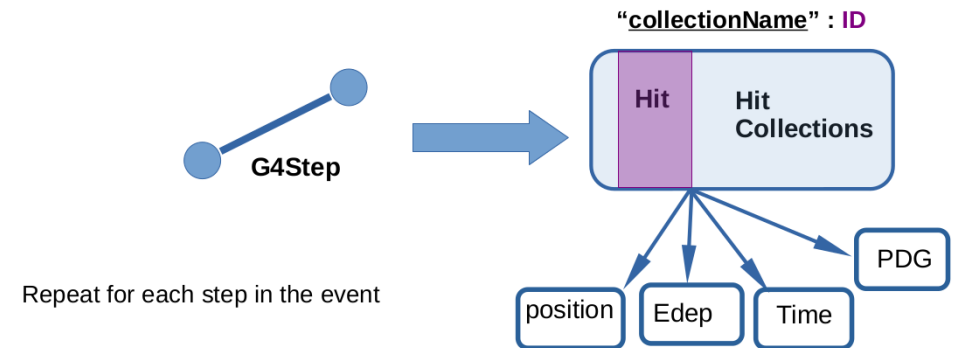 “collectionName” : ID
Hit
Hit
Collections
G4Step
PDG
Repeat for each step in the event
position
Edep
Time